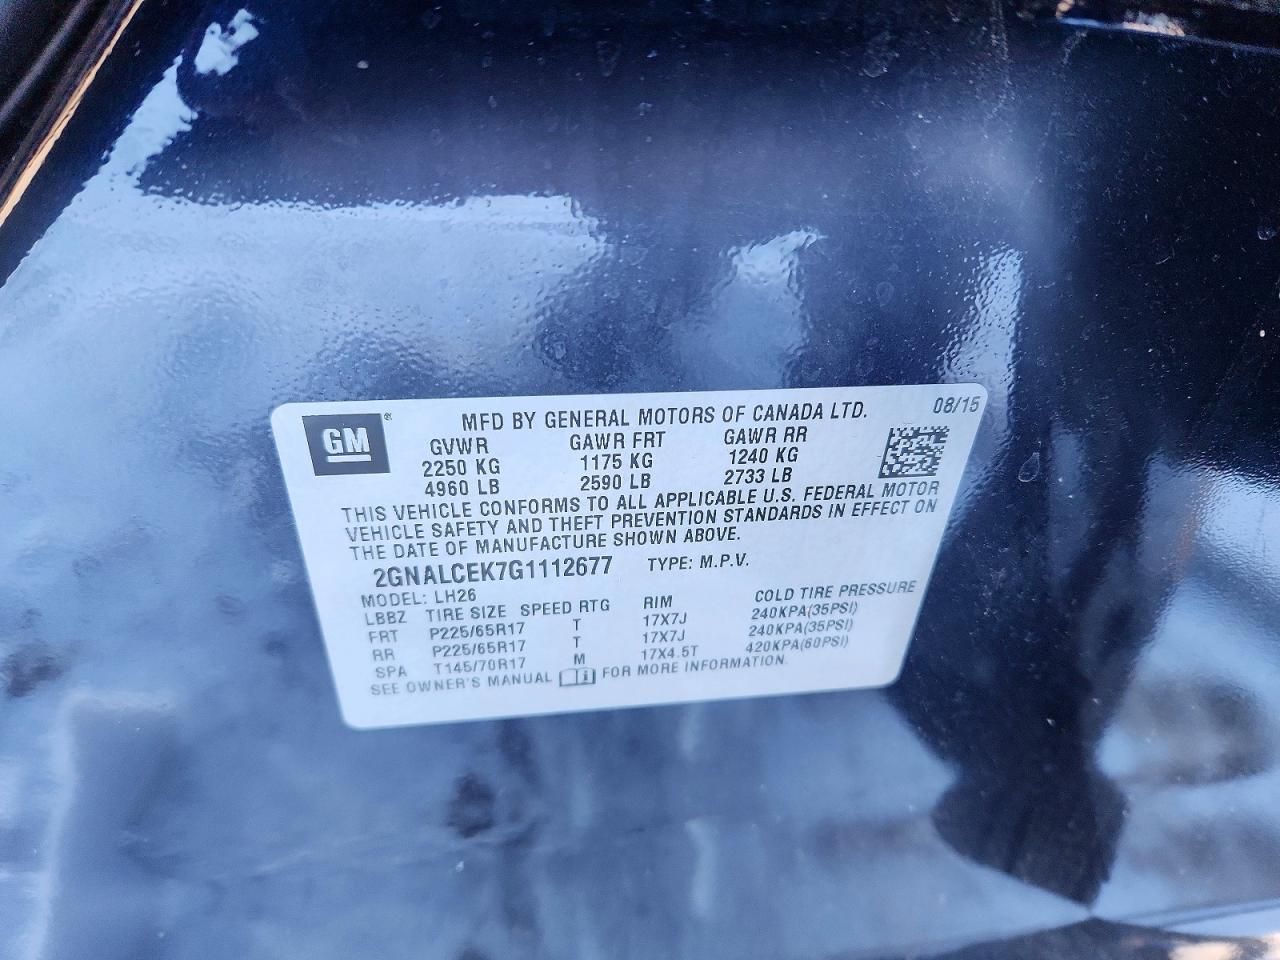 GM®
MFD BY GENERAL MOTORS OF CANADA LTD. 08/15
GVWR GAWR FRT GAWR RR
2250 KG 1175 KG 1240 KG
4960 LB 2590 LB 2733 LB
THIS VEHICLE CONFORMS TO ALL APPLICABLE U.S. FEDERAL MOTOR
VEHICLE SAFETY AND THEFT PREVENTION STANDARDS IN EFFECT ON
THE DATE OF MANUFACTURE SHOWN ABOVE.
2GNALCEK7G1112677 TYPE: M.P.V.
MODEL: LH26
LBBZ TIRE SIZE SPEED RTG RIM COLD TIRE PRESSURE
FRT P225/65R17 T 17X7J 240KPA(35PSI)
RR P225/65R17 T 17X7J 240KPA(35PSI)
SPA T145/70R17 M 17X4.5T 420KPA(60PSI)
SEE OWNER'S MANUAL i FOR MORE INFORMATION.